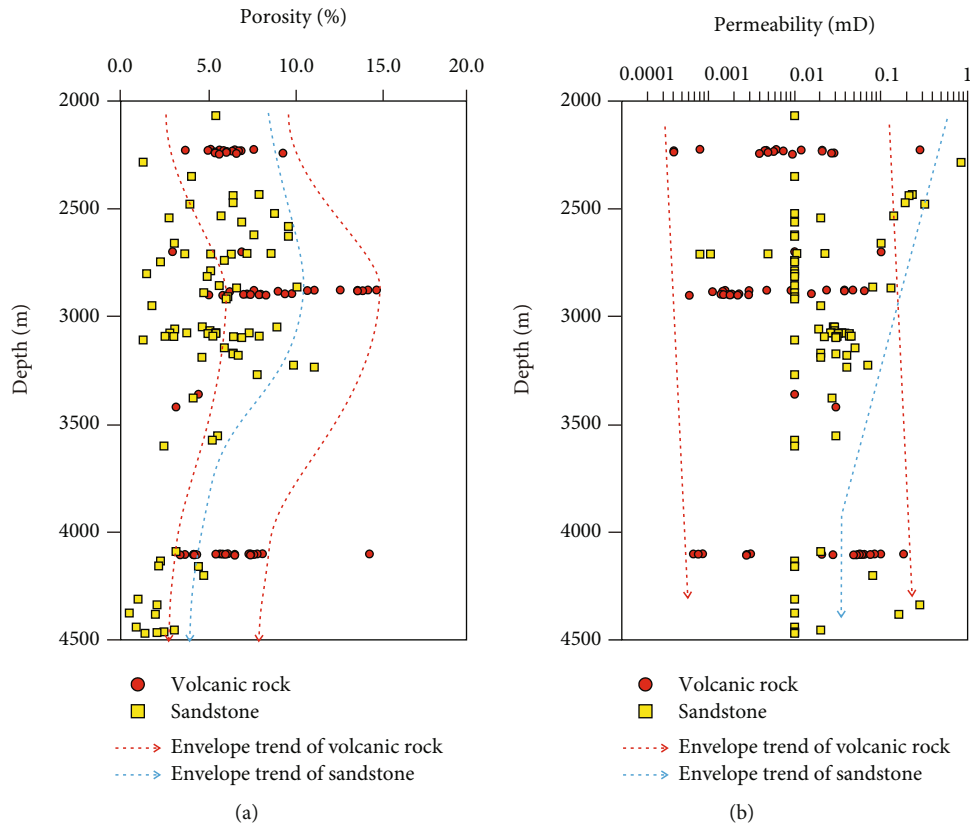 Porosity (%)
0.0 5.0 10.0 15.0 20.0
2000
2500
3000
3500
4000
4500
Depth (m)
Volcanic rock
Sandstone
Envelope trend of volcanic rock
Envelope trend of sandstone
(a)
Permeability (mD)
0.0001 0.001 0.01 0.1 1
2000
2500
3000
3500
4000
4500
Depth (m)
Volcanic rock
Sandstone
Envelope trend of volcanic rock
Envelope trend of sandstone
(b)